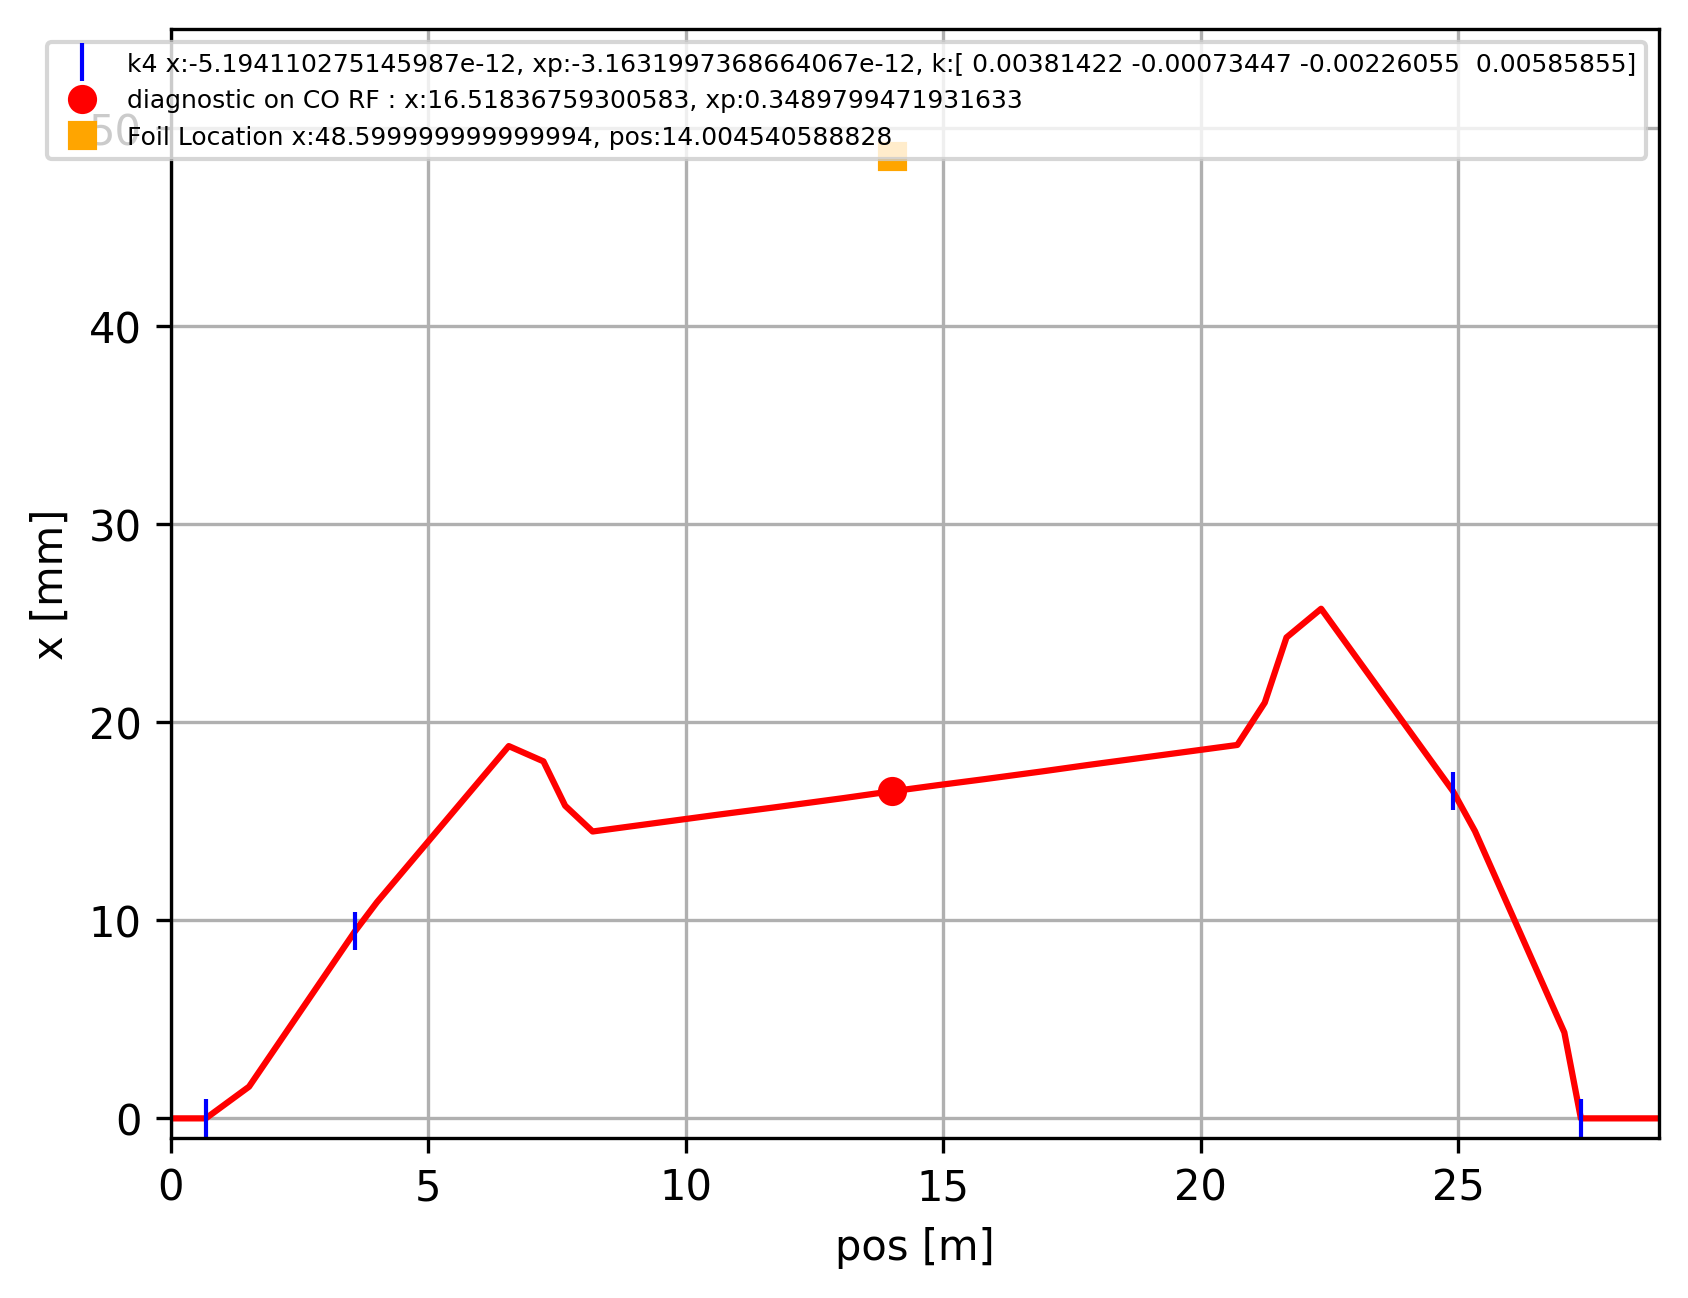 k4 x:-5.194110275145987e-12, xp:-3.1631997368664067e-12, k:[ 0.00381422 -0.00073447 -0.00226055  0.00585855]
diagnostic on CO RF : x:16.51836759300583, xp:0.3489799471931633
Foil Location x:48.599999999999994, pos:14.004540588828
50
40
30
20
10
0
x [mm]
0 5 10 15 20 25
pos [m]